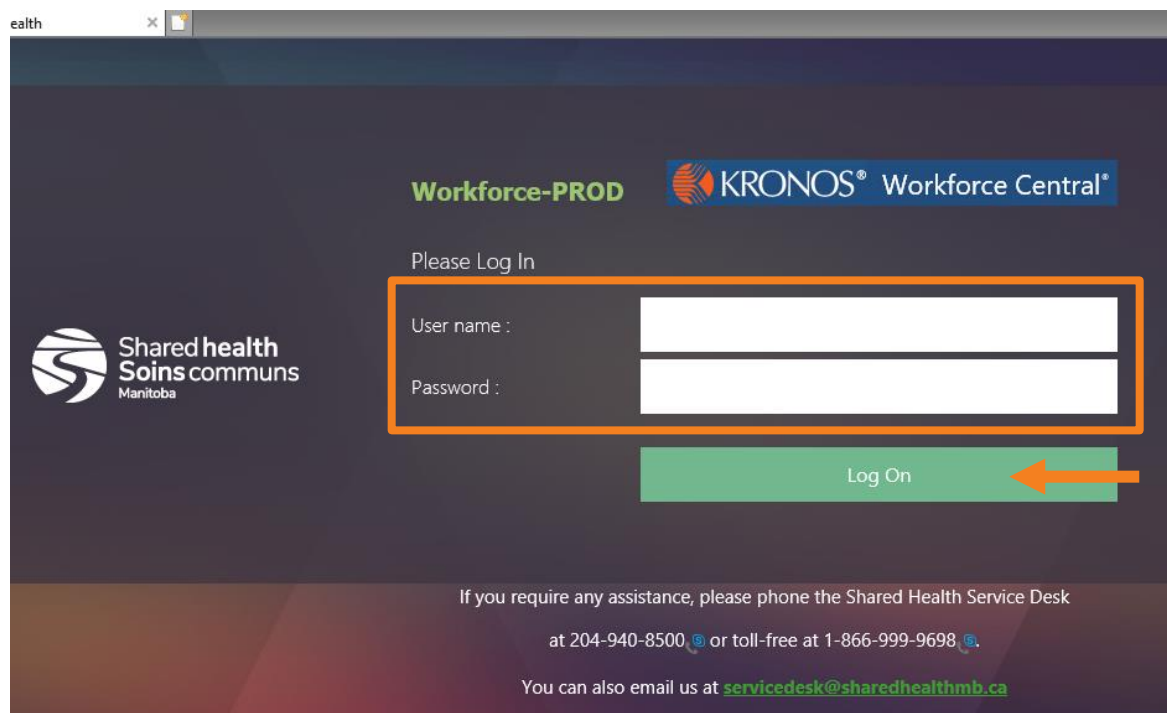 ealth
Workforce-PROD
KRONOS® Workforce Central®
Please Log In
User name :
Password :
Shared health
Soins communs
Manitoba
Log On
If you require any assistance, please phone the Shared Health Service Desk
at 204-940-8500 or toll-free at 1-866-999-9698.
You can also email us at servicedesk@sharedhealthmb.ca